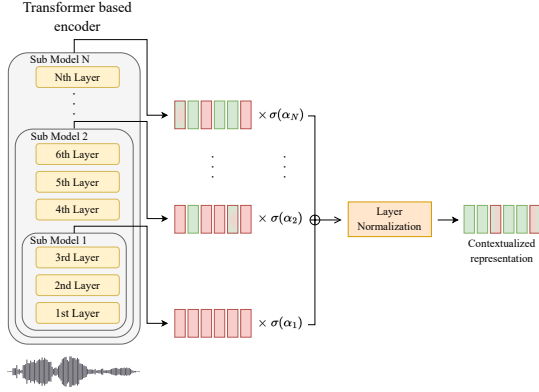 Transformer based
encoder
Sub Model N
Nth Layer
× σ(α_N)
Sub Model 2
6th Layer
5th Layer
4th Layer
× σ(α_2)
Layer
Normalization
Contextualized
representation
Sub Model 1
3rd Layer
2nd Layer
1st Layer
× σ(α_1)